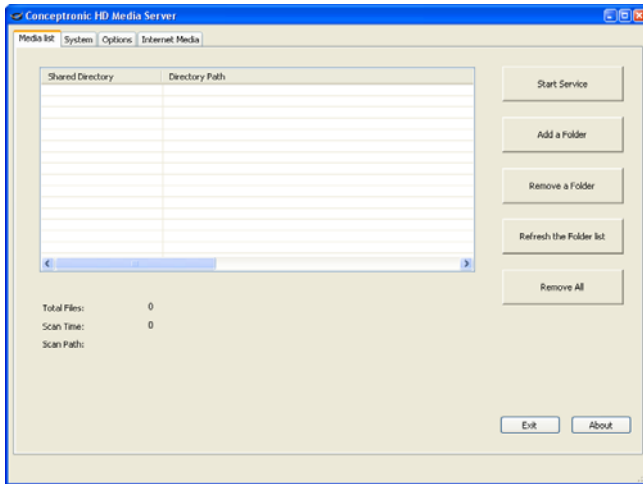 Conceptronic HD Media Server
Media list System Options Internet Media
Shared Directory Directory Path
Start Service
Add a Folder
Remove a Folder
Refresh the Folder list
Remove All
Total Files: 0
Scan Time: 0
Scan Path:
Exit About